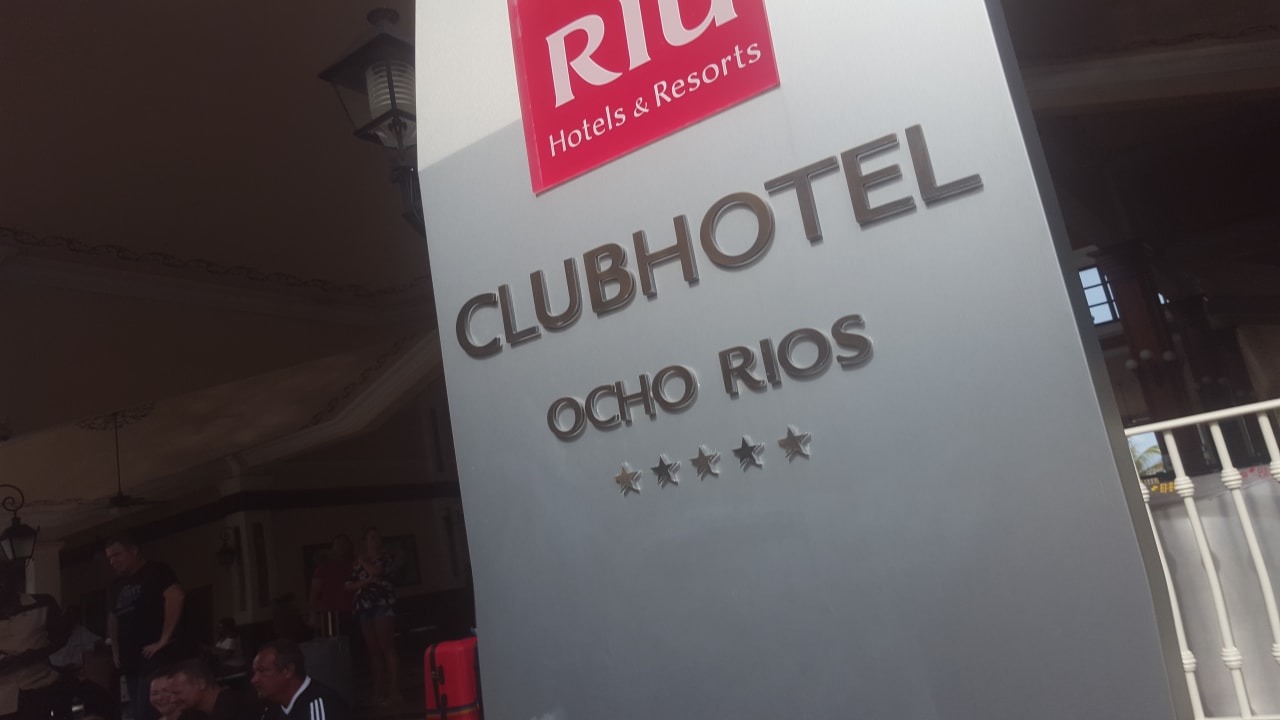 RIU
Hotels & Resorts
CLUBHOTEL
OCHO RIOS